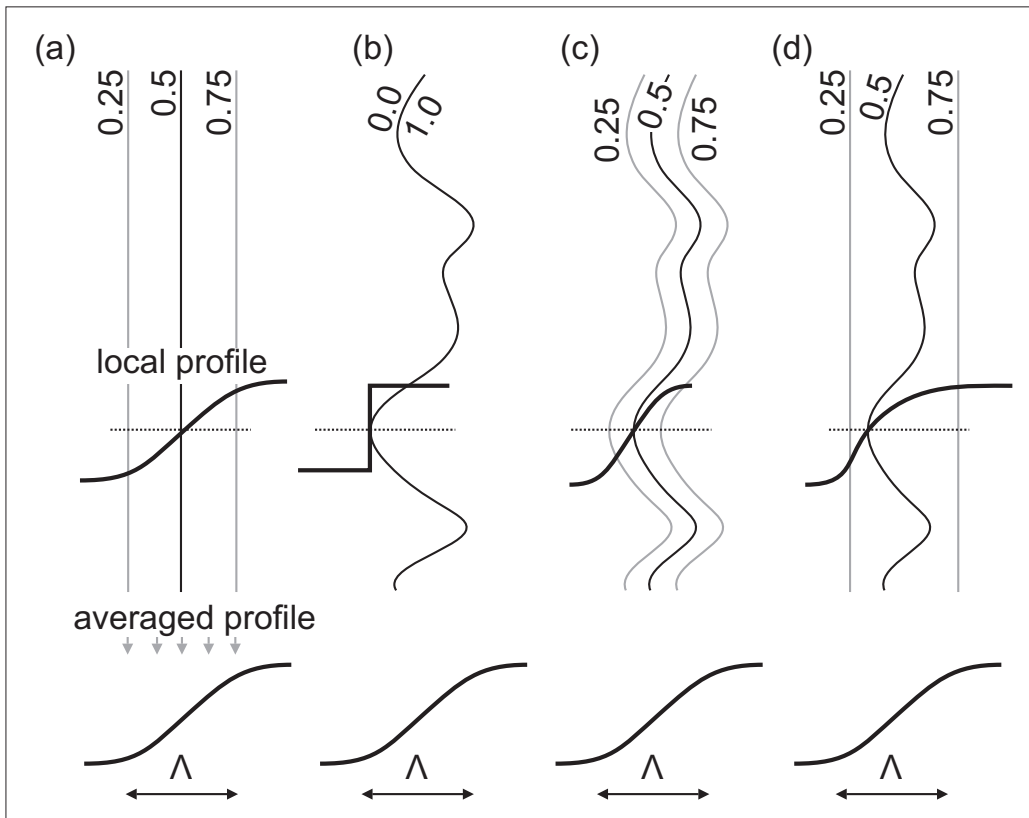 (a) (b) (c) (d)
0.25 0.5 0.75 0.0 1.0 0.25 0.5- 0.75 0.25 0.5 0.75
local profile
averaged profile
Λ Λ Λ Λ